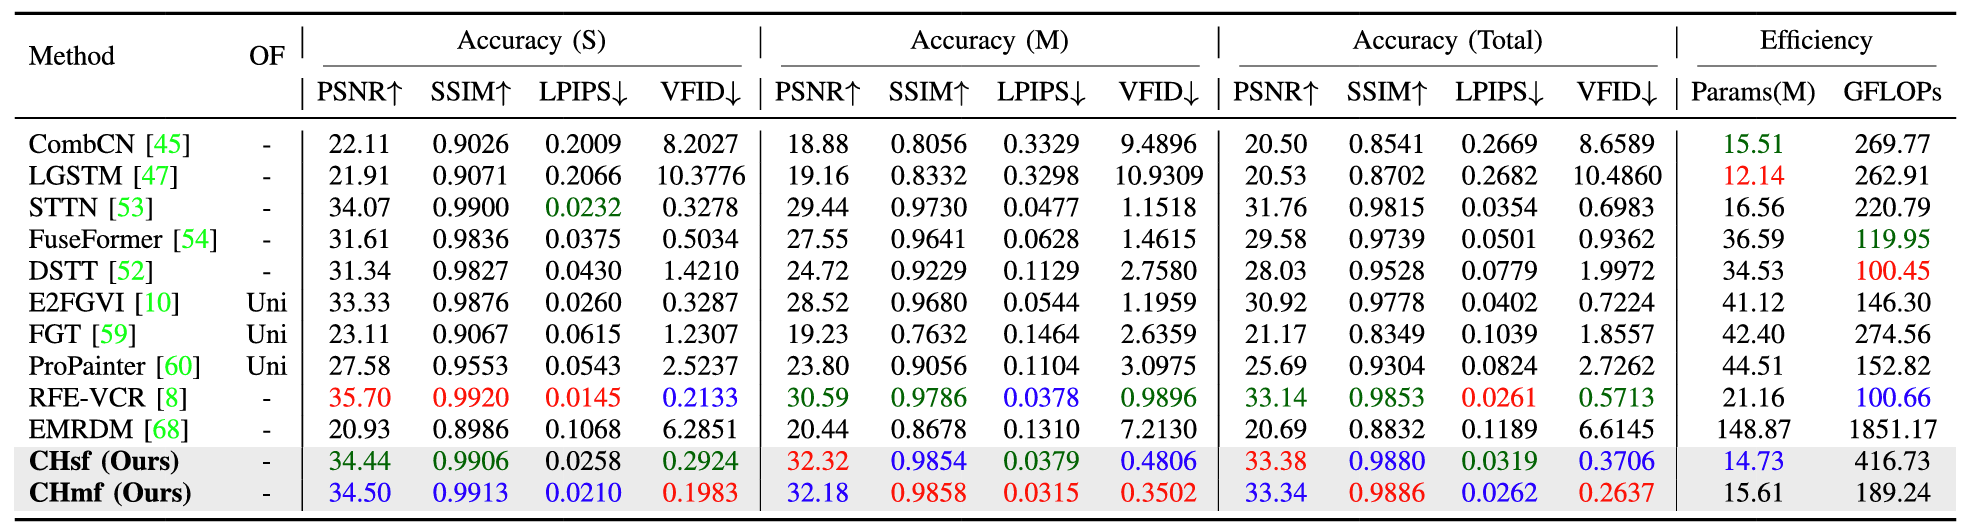 Method OF Accuracy (S) Accuracy (M) Accuracy (Total) Efficiency
PSNR↑ SSIM↑ LPIPS↓ VFID↓ PSNR↑ SSIM↑ LPIPS↓ VFID↓ PSNR↑ SSIM↑ LPIPS↓ VFID↓ Params(M) GFLOPs
CombCN [45] - 22.11 0.9026 0.2009 8.2027 18.88 0.8056 0.3329 9.4896 20.50 0.8541 0.2669 8.6589 15.51 269.77
LGSTM [47] - 21.91 0.9071 0.2066 10.3776 19.16 0.8332 0.3298 10.9309 20.53 0.8702 0.2682 10.4860 12.14 262.91
STTN [53] - 34.07 0.9900 0.0232 0.3278 29.44 0.9730 0.0477 1.1518 31.76 0.9815 0.0354 0.6983 16.56 220.79
FuseFormer [54] - 31.61 0.9836 0.0375 0.5034 27.55 0.9641 0.0628 1.4615 29.58 0.9739 0.0501 0.9362 36.59 119.95
DSTT [52] - 31.34 0.9827 0.0430 1.4210 24.72 0.9229 0.1129 2.7580 28.03 0.9528 0.0779 1.9972 34.53 100.45
E2FGVI [10] Uni 33.33 0.9876 0.0260 0.3287 28.52 0.9680 0.0544 1.1959 30.92 0.9778 0.0402 0.7224 41.12 146.30
FGT [59] Uni 23.11 0.9067 0.0615 1.2307 19.23 0.7632 0.1464 2.6359 21.17 0.8349 0.1039 1.8557 42.40 274.56
ProPainter [60] Uni 27.58 0.9553 0.0543 2.5237 23.80 0.9056 0.1104 3.0975 25.69 0.9304 0.0824 2.7262 44.51 152.82
RFE-VCR [8] - 35.70 0.9920 0.0145 0.2133 30.59 0.9786 0.0378 0.9896 33.14 0.9853 0.0261 0.5713 21.16 100.66
EMRDM [68] - 20.93 0.8986 0.1068 6.2851 20.44 0.8678 0.1310 7.2130 20.69 0.8832 0.1189 6.6145 148.87 1851.17
CHsf (Ours) - 34.44 0.9906 0.0258 0.2924 32.32 0.9854 0.0379 0.4806 33.38 0.9880 0.0319 0.3706 14.73 416.73
CHmf (Ours) - 34.50 0.9913 0.0210 0.1983 32.18 0.9858 0.0315 0.3502 33.34 0.9886 0.0262 0.2637 15.61 189.24